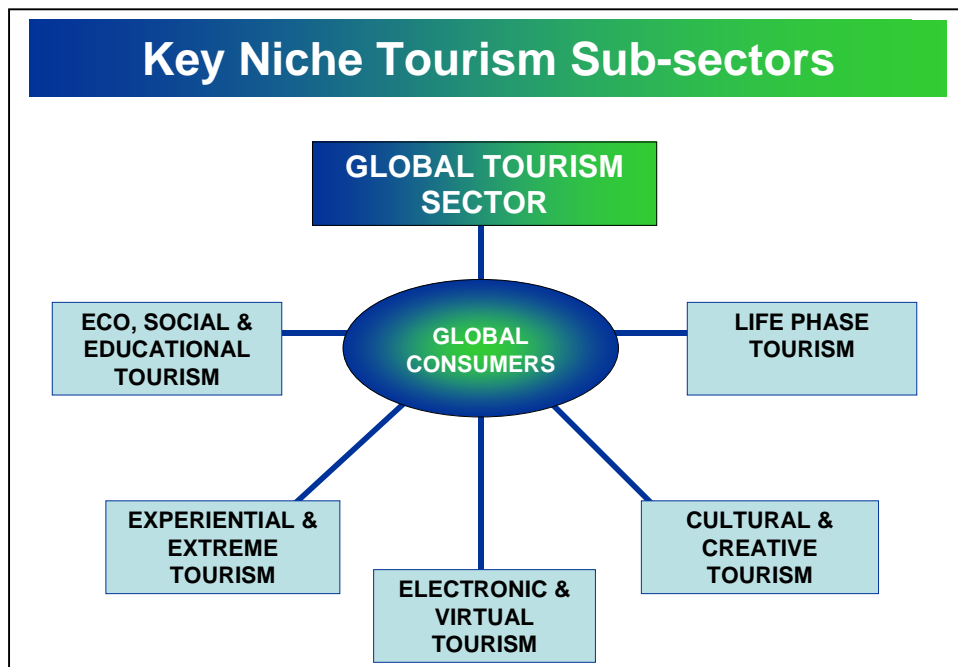 Key Niche Tourism Sub-sectors
GLOBAL TOURISM
SECTOR
ECO, SOCIAL &
EDUCATIONAL
TOURISM
GLOBAL
CONSUMERS
LIFE PHASE
TOURISM
EXPERIENTIAL &
EXTREME
TOURISM
ELECTRONIC &
VIRTUAL
TOURISM
CULTURAL &
CREATIVE
TOURISM